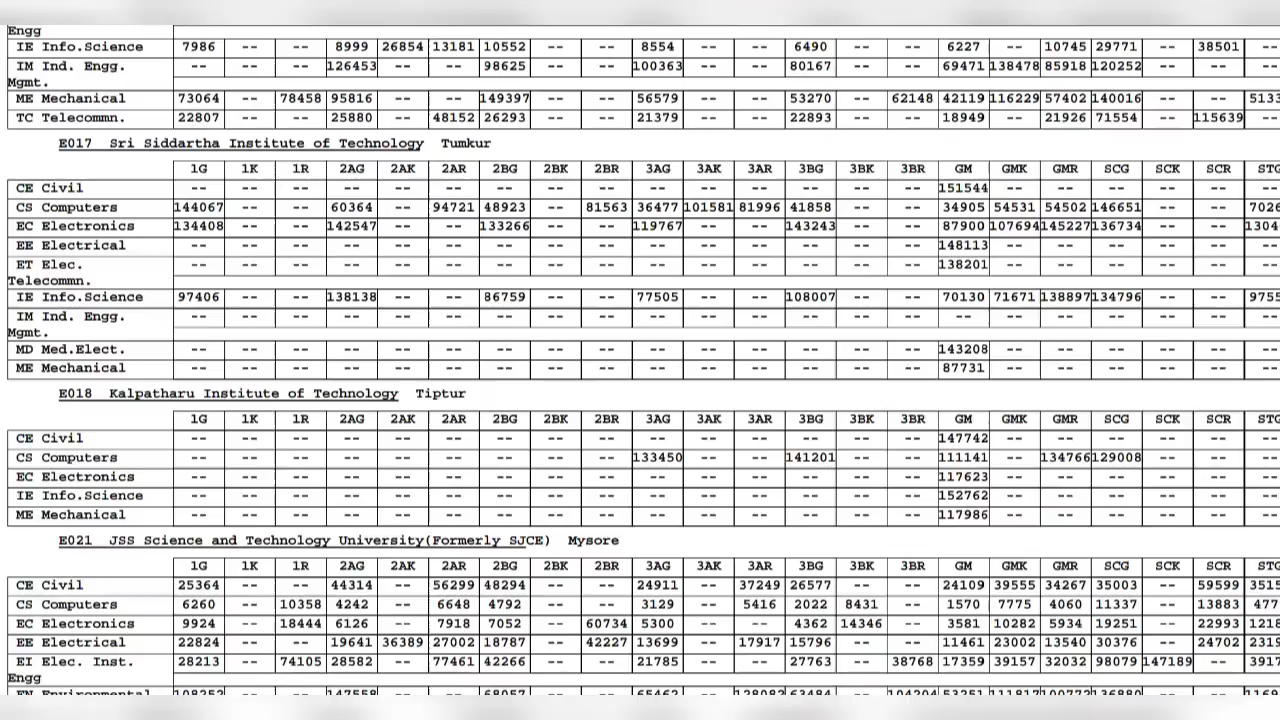 Engg
IE Info.Science 7986 -- -- 8999 26854 13181 10552 -- -- 8554 -- -- 6490 -- -- 6227 -- 10745 29771 -- 38501 --
IM Ind. Engg. -- -- -- 126453 -- -- 98625 -- -- 100363 -- -- 80167 -- -- 69471 138478 85918 120252 -- -- --
Mgmt.
ME Mechanical 73064 -- 78458 95816 -- -- 149397 -- -- 56579 -- -- 53270 -- 62148 42119 116229 57402 140016 -- -- 5133
TC Telecommn. 22807 -- -- 25880 -- 48152 26293 -- -- 21379 -- -- 22893 -- -- 18949 -- 21926 71554 -- 115639 --
E017 Sri Siddartha Institute of Technology Tumkur
1G 1K 1R 2AG 2AK 2AR 2BG 2BK 2BR 3AG 3AK 3AR 3BG 3BK 3BR GM GMK GMR SCG SCK SCR STG
CE Civil -- -- -- -- -- -- -- -- -- -- -- -- -- -- -- 151544 -- -- -- -- -- --
CS Computers 144067 -- -- 60364 -- 94721 48923 -- 81563 36477 101581 81996 41858 -- -- 34905 54531 54502 146651 -- -- 7026
EC Electronics 134408 -- -- 142547 -- -- 133266 -- -- 119767 -- -- 143243 -- -- 87900 107694 145227 136734 -- -- 1304
EE Electrical -- -- -- -- -- -- -- -- -- -- -- -- -- -- -- 148113 -- -- -- -- -- --
ET Elec. -- -- -- -- -- -- -- -- -- -- -- -- -- -- -- 138201 -- -- -- -- -- --
Telecommn.
IE Info.Science 97406 -- -- 138138 -- -- 86759 -- -- 77505 -- -- 108007 -- -- 70130 71671 138897 134796 -- -- 9755
IM Ind. Engg. -- -- -- -- -- -- -- -- -- -- -- -- -- -- -- -- -- -- -- -- -- --
Mgmt.
MD Med.Elect. -- -- -- -- -- -- -- -- -- -- -- -- -- -- -- 143208 -- -- -- -- -- --
ME Mechanical -- -- -- -- -- -- -- -- -- -- -- -- -- -- -- 87731 -- -- -- -- -- --
E018 Kalpatharu Institute of Technology Tiptur
1G 1K 1R 2AG 2AK 2AR 2BG 2BK 2BR 3AG 3AK 3AR 3BG 3BK 3BR GM GMK GMR SCG SCK SCR STG
CE Civil -- -- -- -- -- -- -- -- -- -- -- -- -- -- -- 147742 -- -- -- -- -- --
CS Computers -- -- -- -- -- -- -- -- -- 133450 -- -- 141201 -- -- 111141 -- 134766 129008 -- -- --
EC Electronics -- -- -- -- -- -- -- -- -- -- -- -- -- -- -- 117623 -- -- -- -- -- --
IE Info.Science -- -- -- -- -- -- -- -- -- -- -- -- -- -- -- 152762 -- -- -- -- -- --
ME Mechanical -- -- -- -- -- -- -- -- -- -- -- -- -- -- -- 117986 -- -- -- -- -- --
E021 JSS Science and Technology University(Formerly SJCE) Mysore
1G 1K 1R 2AG 2AK 2AR 2BG 2BK 2BR 3AG 3AK 3AR 3BG 3BK 3BR GM GMK GMR SCG SCK SCR STG
CE Civil 25364 -- -- 44314 -- 56299 48294 -- -- 24911 -- 37249 26577 -- -- 24109 39555 34267 35003 -- 59599 3515
CS Computers 6260 -- 10358 4242 -- 6648 4792 -- -- 3129 -- 5416 2022 8431 -- 1570 7775 4060 11337 -- 13883 477
EC Electronics 9924 -- 18444 6126 -- 7918 7052 -- 60734 5300 -- -- 4362 14346 -- 3581 10282 5934 19251 -- 22993 1218
EE Electrical 22824 -- -- 19641 36389 27002 18787 -- 42227 13699 -- 17917 15796 -- -- 11461 23002 13540 30376 -- 24702 2315
EI Elec. Inst. 28213 -- 74105 28582 -- 77461 42266 -- -- 21785 -- -- 27763 -- 38768 17359 39157 32032 98079 147189 -- 3917
Engg